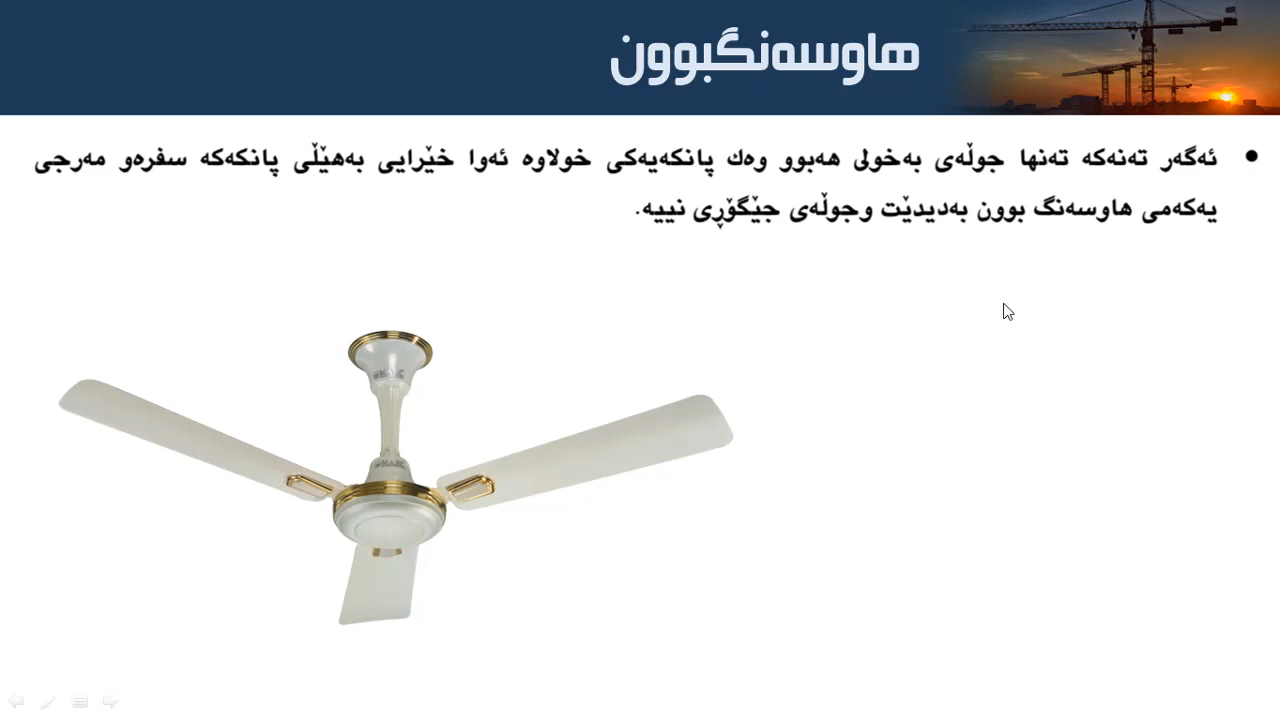 هاوسەنگبوون
• ئەگەر تەنەکە تەنها جوڵەی بەخولی هەبوو وەك پانکەیەکی خولاوە ئەوا خێرایی بەهێڵی پانکەکە سفرەو مەرجی
یەکەمی هاوسەنگ بوون بەدیدێت وجوڵەی جێگۆڕی نییە.